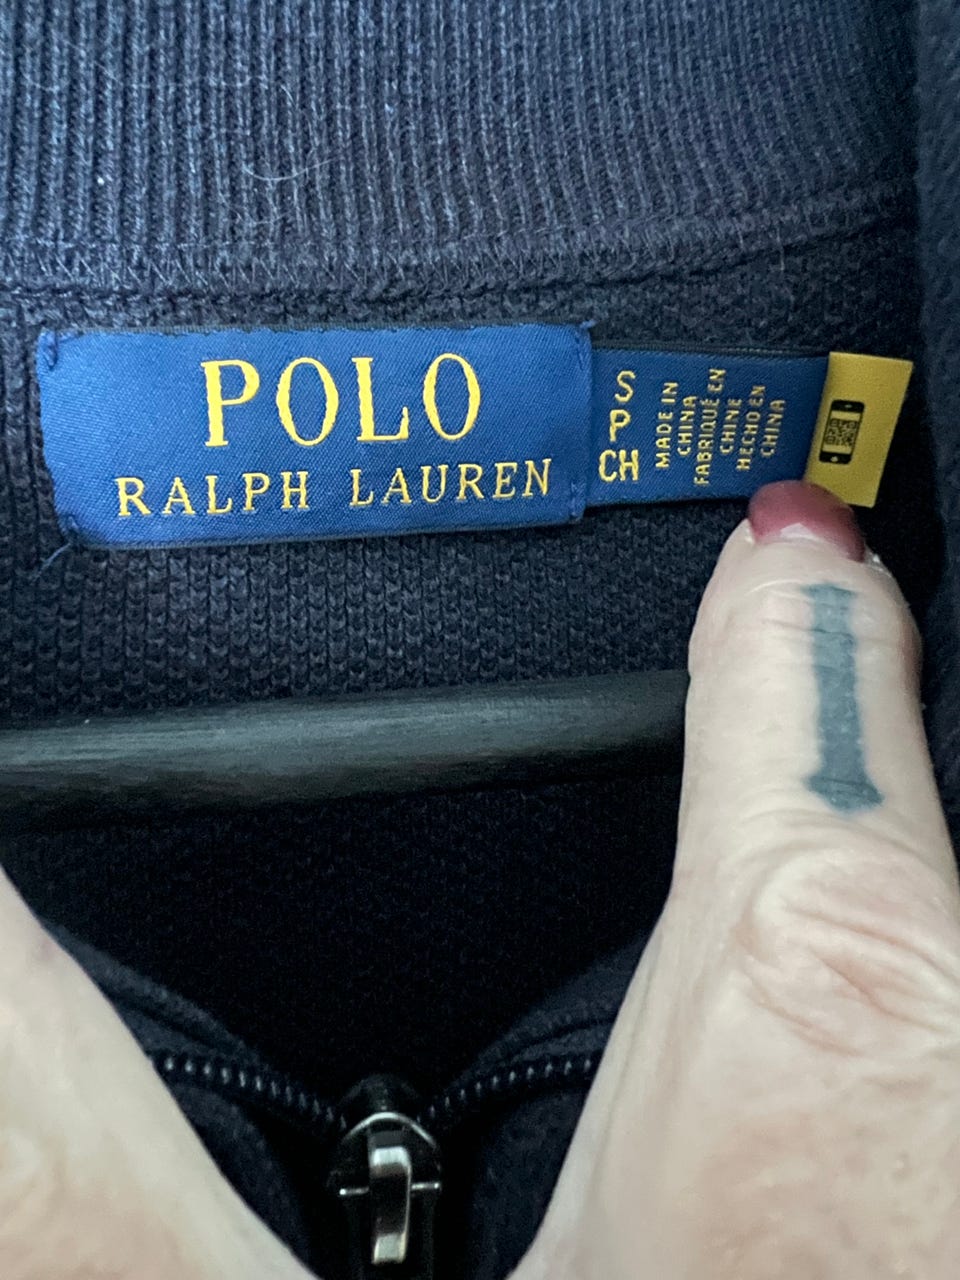 POLO
RALPH LAUREN
S
P
CH
MADE IN
CHINA
FABRIQUÉ EN
CHINE
HECHO EN
CHINA